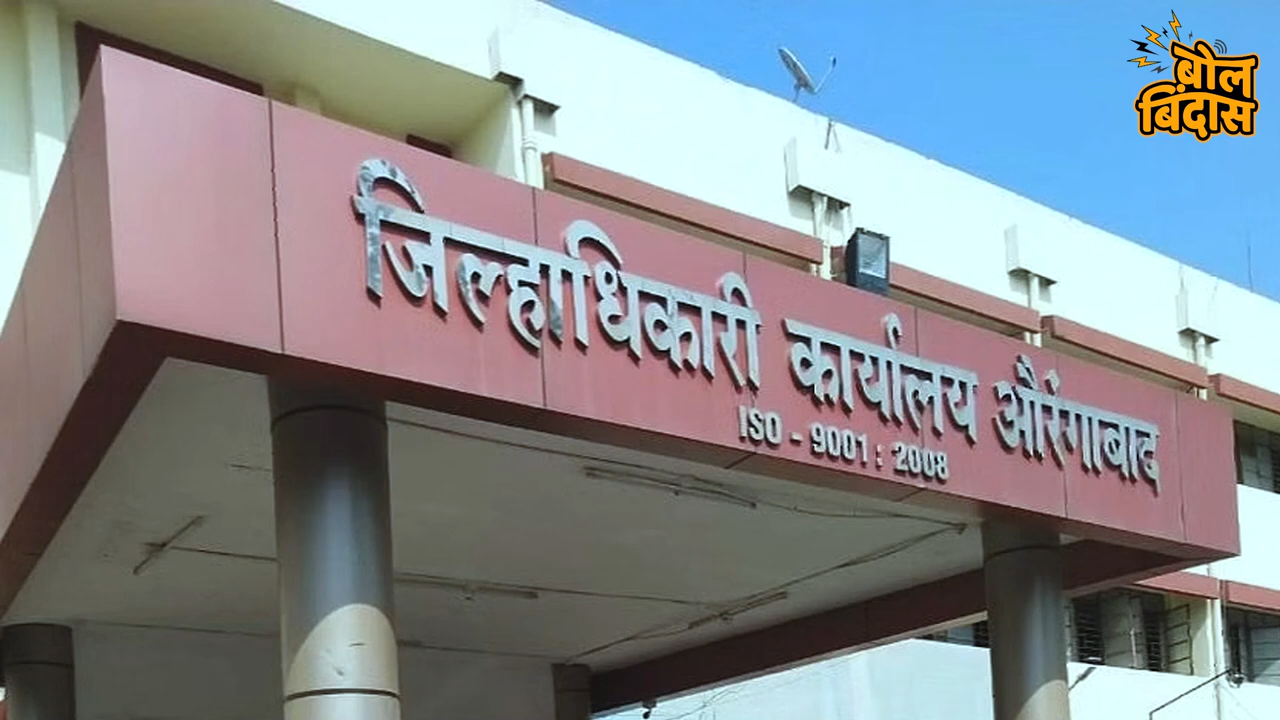 बोल
बिंदास
जिल्हाधिकारी कार्यालय औरंगाबाद
ISO - 9001 : 2008